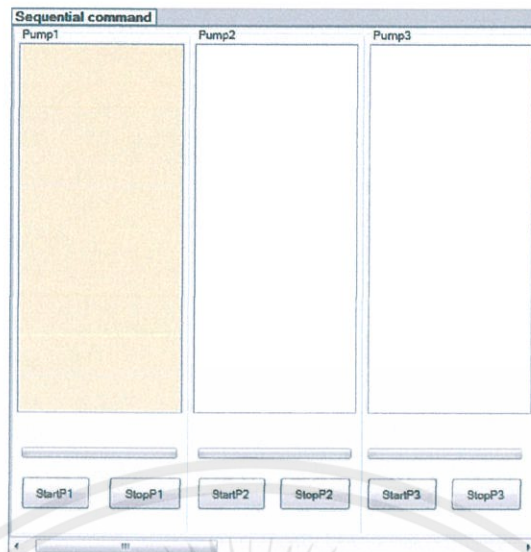 Sequential command
Pump1 Pump2 Pump3
StartP1 StopP1 StartP2 StopP2 StartP3 StopP3